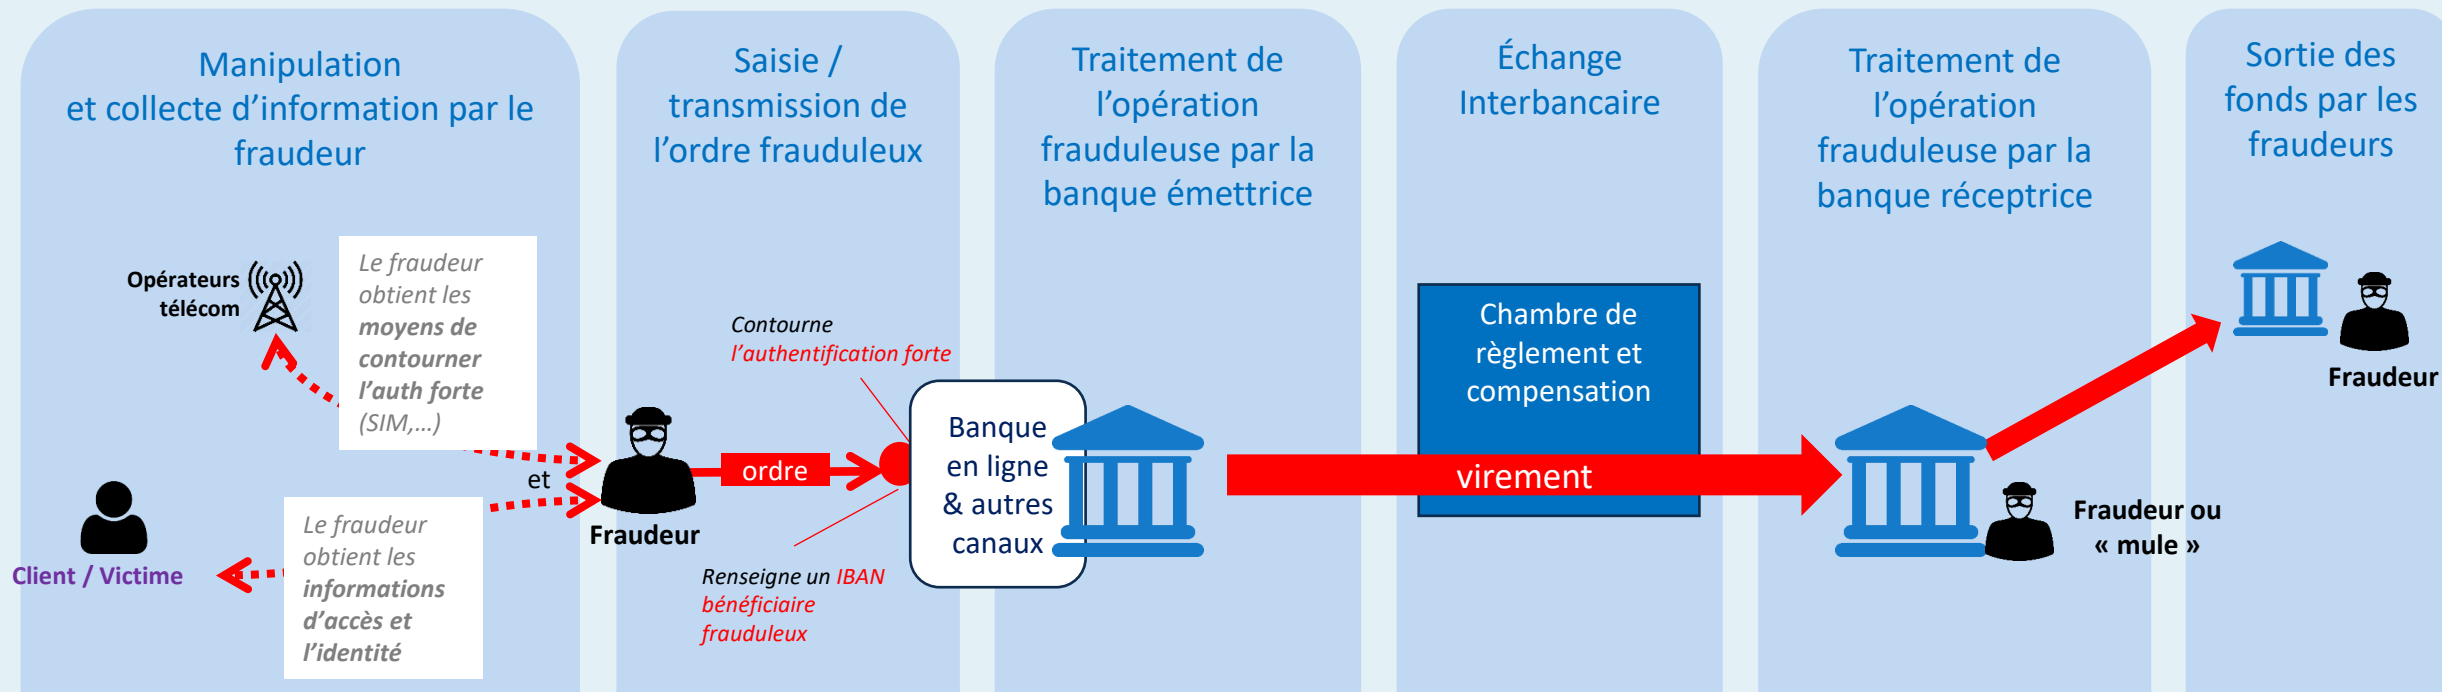 Manipulation
et collecte d’information par le
fraudeur
Opérateurs
télécom
Le fraudeur
obtient les
moyens de
contourner
l’auth forte
(SIM,…)
et
Client / Victime
Le fraudeur
obtient les
informations
d’accès et
l’identité
Saisie /
transmission de
l’ordre frauduleux
Contourne
l’authentification forte
Fraudeur
ordre
Renseigne un IBAN
bénéficiaire
frauduleux
Traitement de
l’opération
frauduleuse par la
banque émettrice
Banque
en ligne
& autres
canaux
Échange
Interbancaire
Chambre de
règlement et
compensation
virement
Traitement de
l’opération
frauduleuse par la
banque réceptrice
Fraudeur ou
« mule »
Sortie des
fonds par les
fraudeurs
Fraudeur